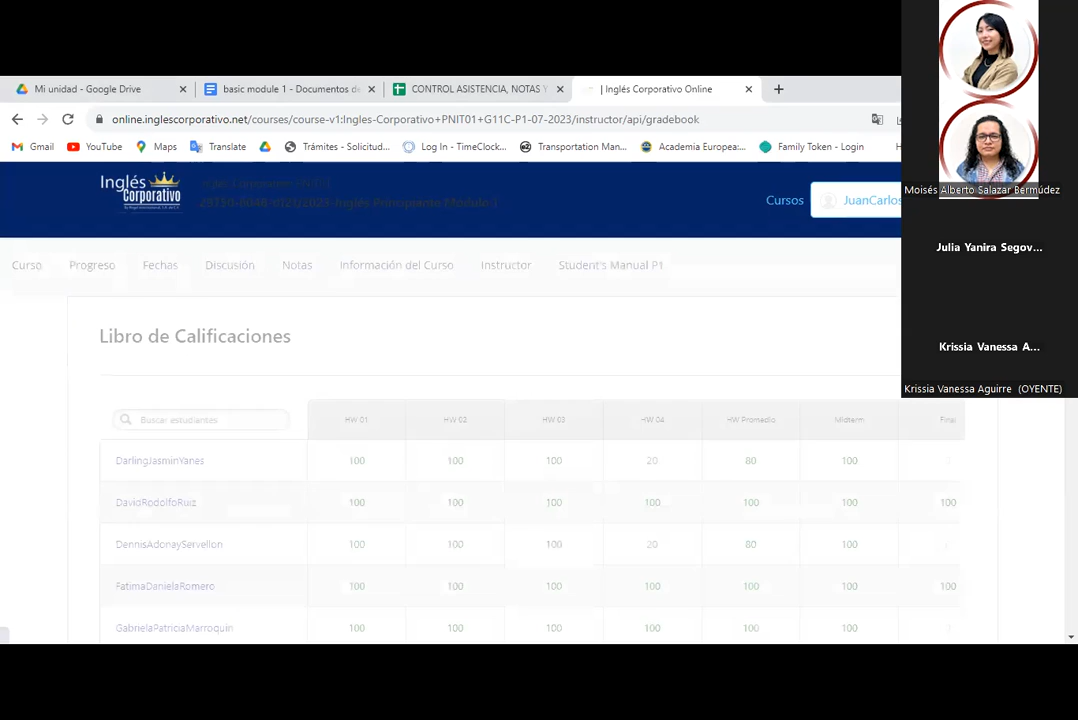 Mi unidad - Google Drive
basic module 1 - Documentos de
CONTROL ASISTENCIA, NOTAS Y
| Inglés Corporativo Online
online.inglescorporativo.net/courses/course-v1:Ingles-Corporativo+PNIT01+G11C-P1-07-2023/instructor/api/gradebook
Gmail YouTube Maps Translate Trámites - Solicitud... Log In - TimeClock... Transportation Man... Academia Europea:... Family Token - Login
Inglés Corporativo
Inglés Principiante (Módulo 1
Cursos
JuanCarlos
Curso Progreso Fechas Discusión Notas Información del Curso Instructor Student's Manual P1
Libro de Calificaciones
Buscar estudiantes HW 01 HW 02 HW 03 HW 04 HW Promedio Midterm Final
DarlingJasminYanes 100 100 100 20 80 100
DavidRodolfoRuiz 100 100 100 100 100 100 100
DennisAdonayServellon 100 100 100 20 80 100
FatimaDanielaRomero 100 100 100 100 100 100 100
GabrielaPatriciaMarroquin 100 100 100 100 100 100
Moisés Alberto Salazar Bermúdez
Julia Yanira Segov...
Krissia Vanessa A...
Krissia Vanessa Aguirre (OYENTE)